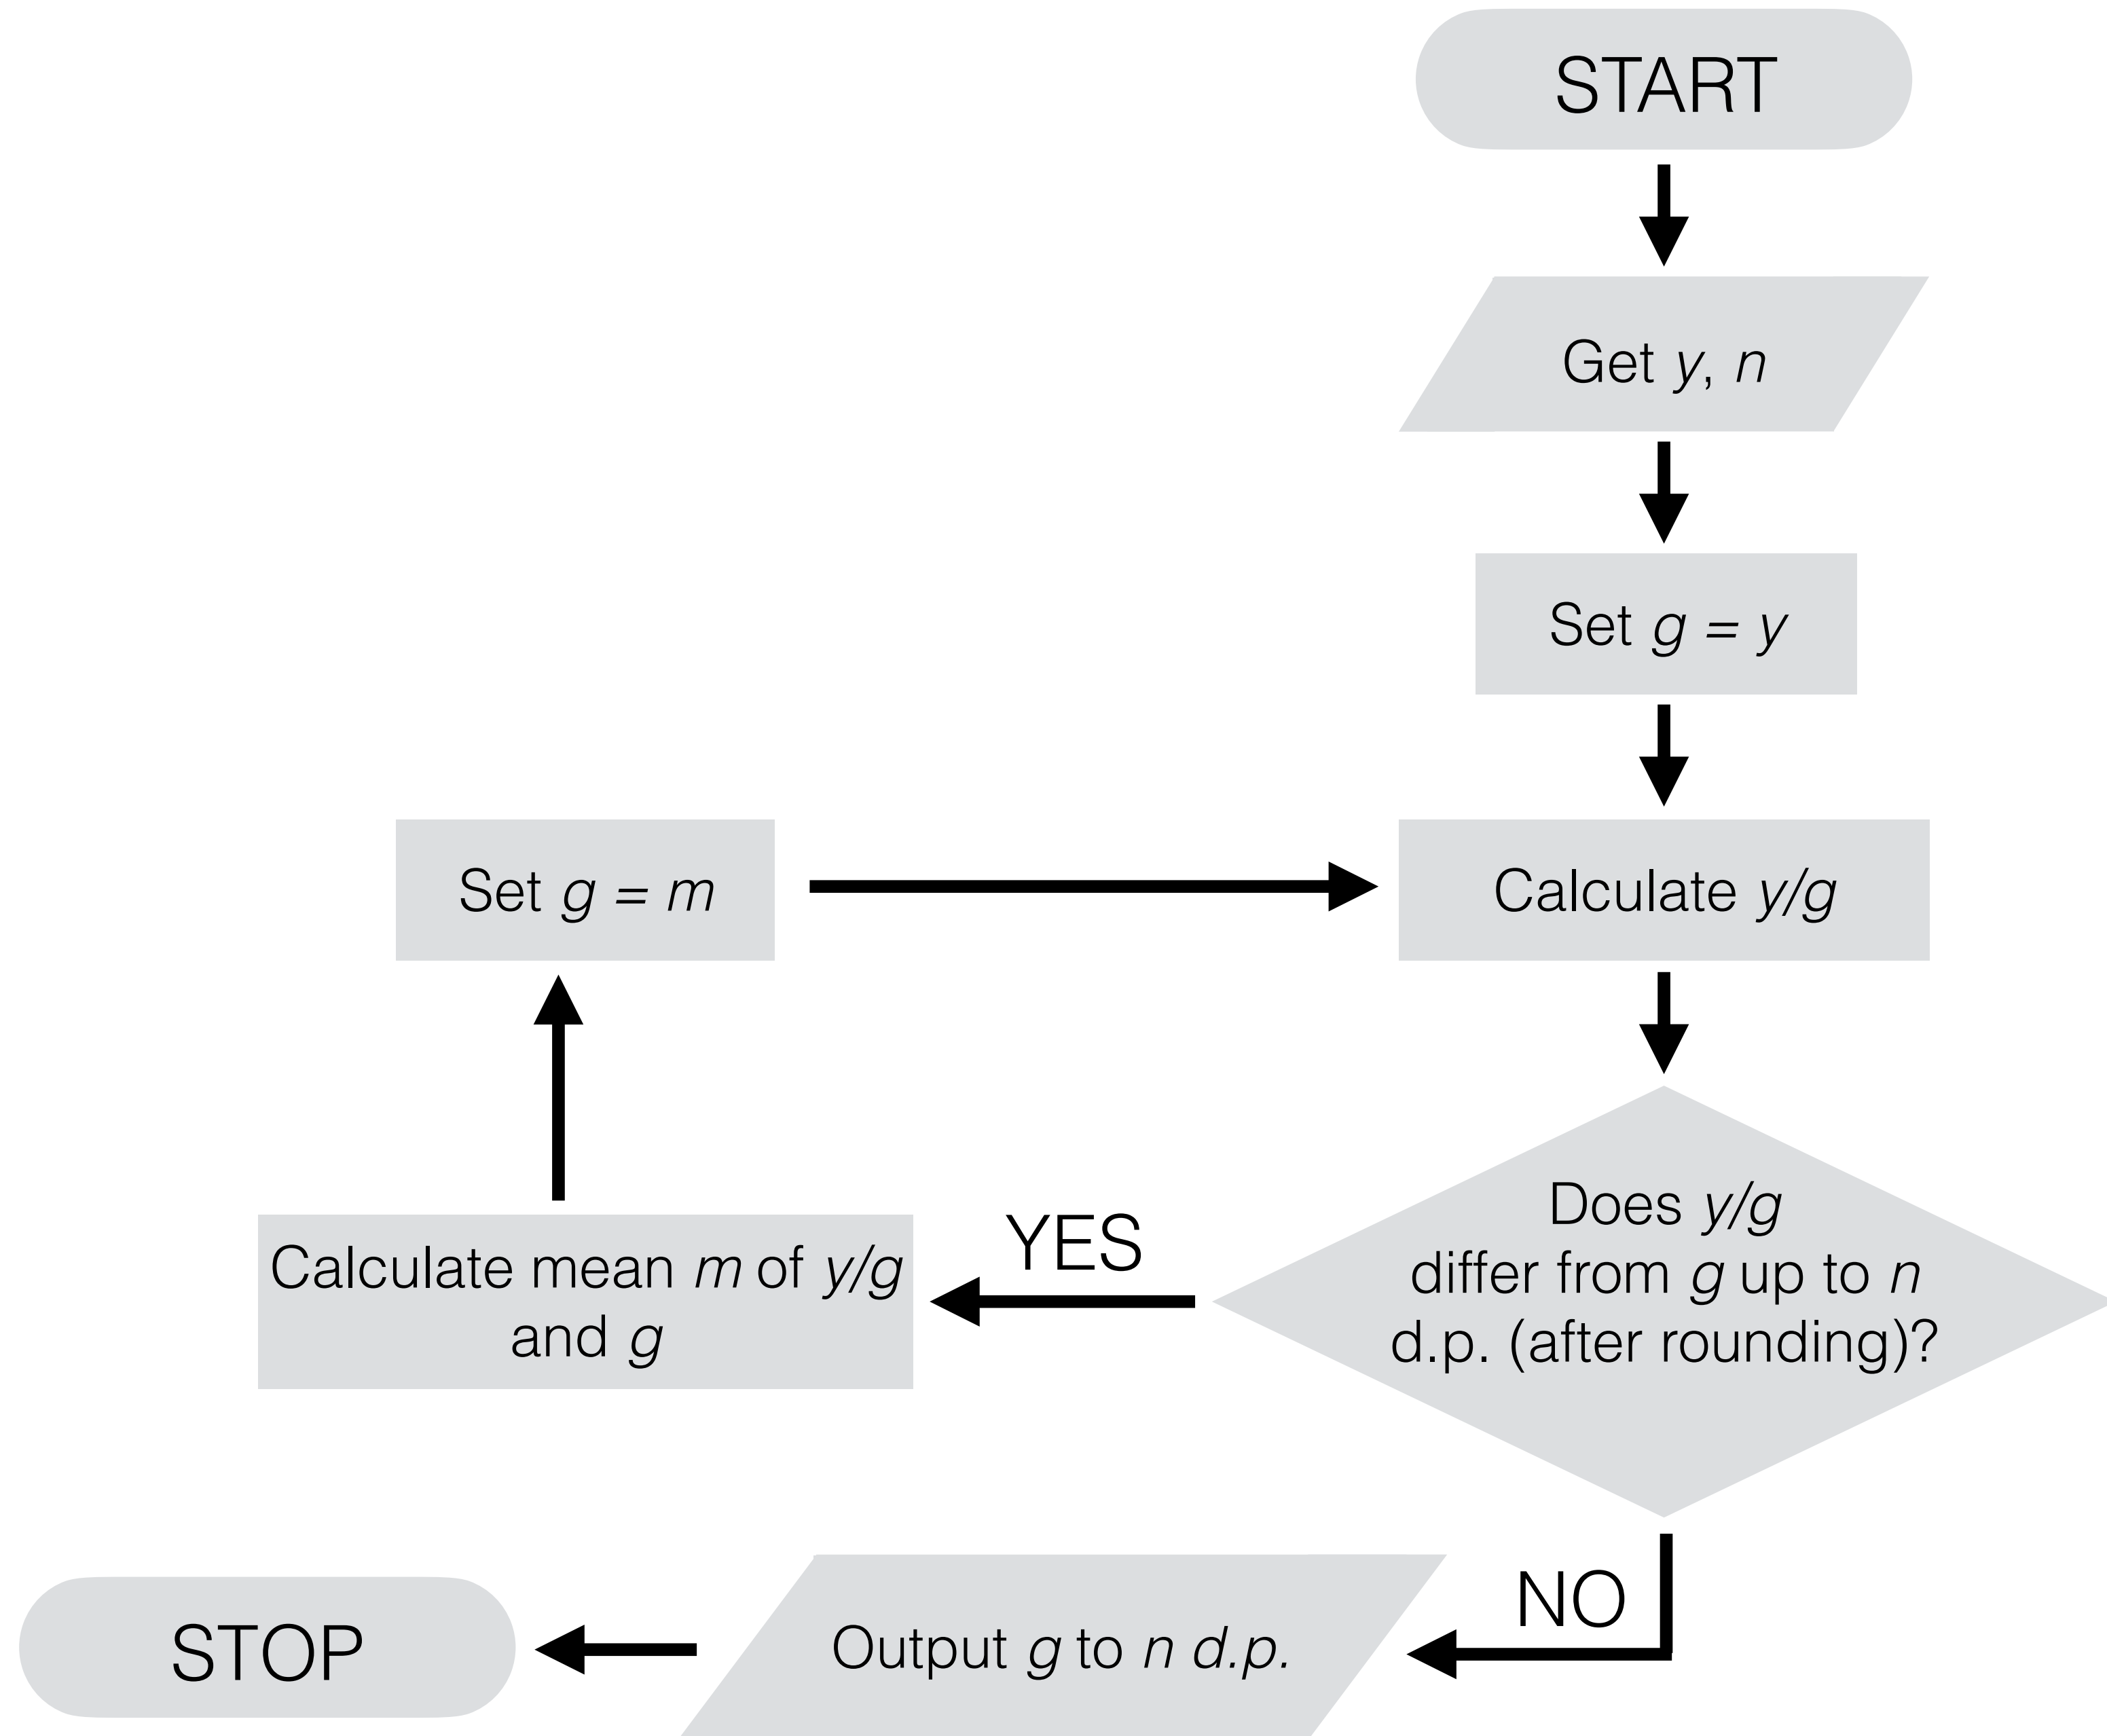 START
Get y, n
Set g = y
Set g = m
Calculate y/g
Does y/g
differ from g up to n
d.p. (after rounding)?
YES
Calculate mean m of y/g
and g
NO
Output g to n d.p.
STOP